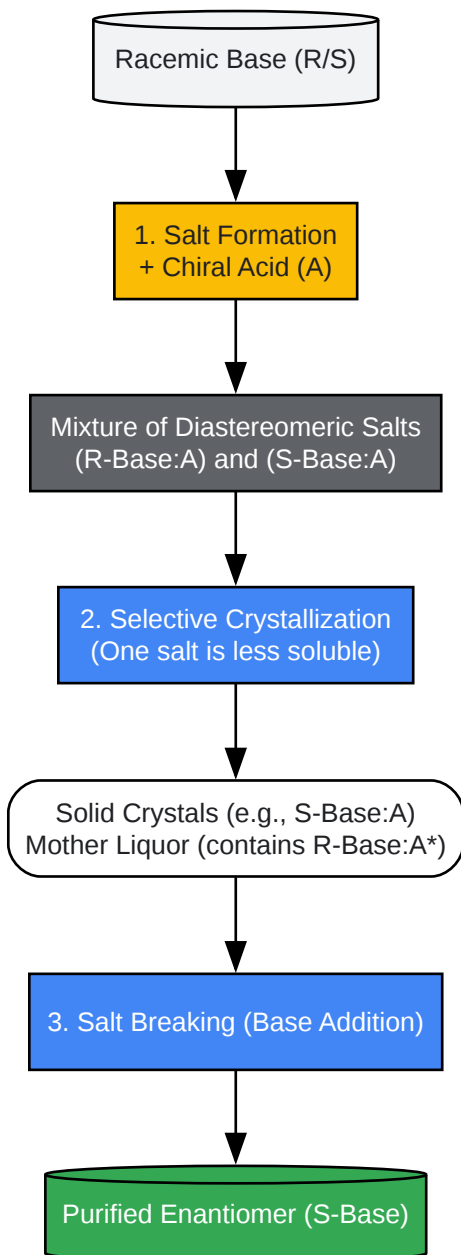 Racemic Base (R/S)
1. Salt Formation
+ Chiral Acid (A)
Mixture of Diastereomeric Salts
(R-Base:A) and (S-Base:A)
2. Selective Crystallization
(One salt is less soluble)
Solid Crystals (e.g., S-Base:A)
Mother Liquor (contains R-Base:A*)
3. Salt Breaking (Base Addition)
Purified Enantiomer (S-Base)